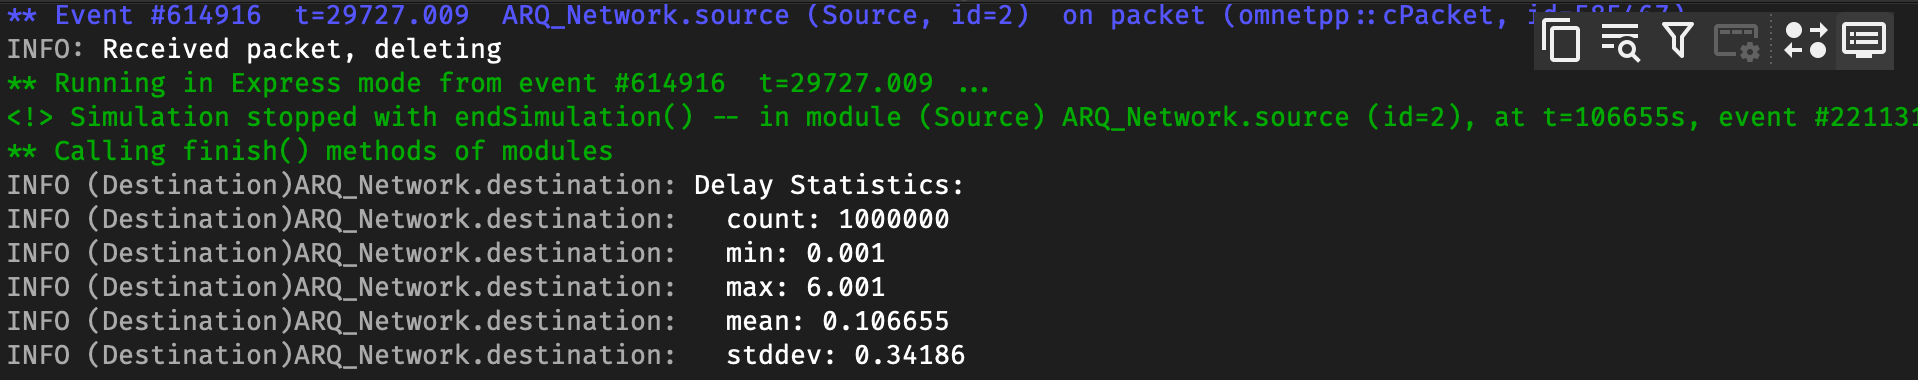 ** Event #614916  t=29727.009  ARQ_Network.source (Source, id=2)  on packet (omnetpp::cPacket,
INFO: Received packet, deleting
** Running in Express mode from event #614916  t=29727.009 ...
<!> Simulation stopped with endSimulation() -- in module (Source) ARQ_Network.source (id=2), at t=106655s, event #221131
** Calling finish() methods of modules
INFO (Destination)ARQ_Network.destination: Delay Statistics:
INFO (Destination)ARQ_Network.destination:   count: 1000000
INFO (Destination)ARQ_Network.destination:   min: 0.001
INFO (Destination)ARQ_Network.destination:   max: 6.001
INFO (Destination)ARQ_Network.destination:   mean: 0.106655
INFO (Destination)ARQ_Network.destination:   stddev: 0.34186